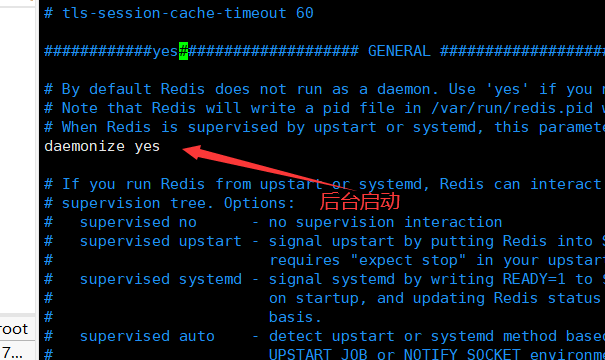 # tls-session-cache-timeout 60
############yes#################### GENERAL ##################
# By default Redis does not run as a daemon. Use 'yes' if you
# Note that Redis will write a pid file in /var/run/redis.pid
# When Redis is supervised by upstart or systemd, this paramete
daemonize yes
# If you run Redis from upstart or systemd, Redis can interact
后台启动
# supervision tree. Options:
# supervised no - no supervision interaction
# supervised upstart - signal upstart by putting Redis into
# requires "expect stop" in your upstar
# supervised systemd - signal systemd by writing READY=1 to
# on startup, and updating Redis status
# basis.
# supervised auto - detect upstart or systemd method based
# UPSTART_JOB or NOTIFY_SOCKET environm
root
7...